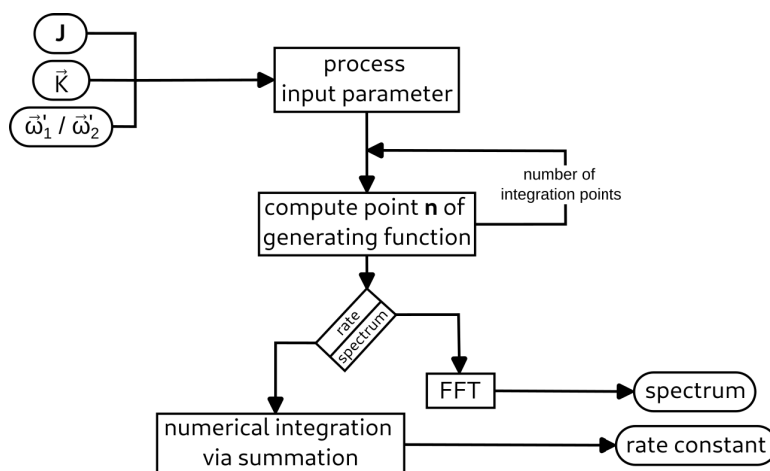 J
K⃗
ω⃗'₁ / ω⃗'₂
process
input parameter
number of
integration points
compute point n of
generating function
rate
spectrum
FFT
spectrum
numerical integration
via summation
rate constant